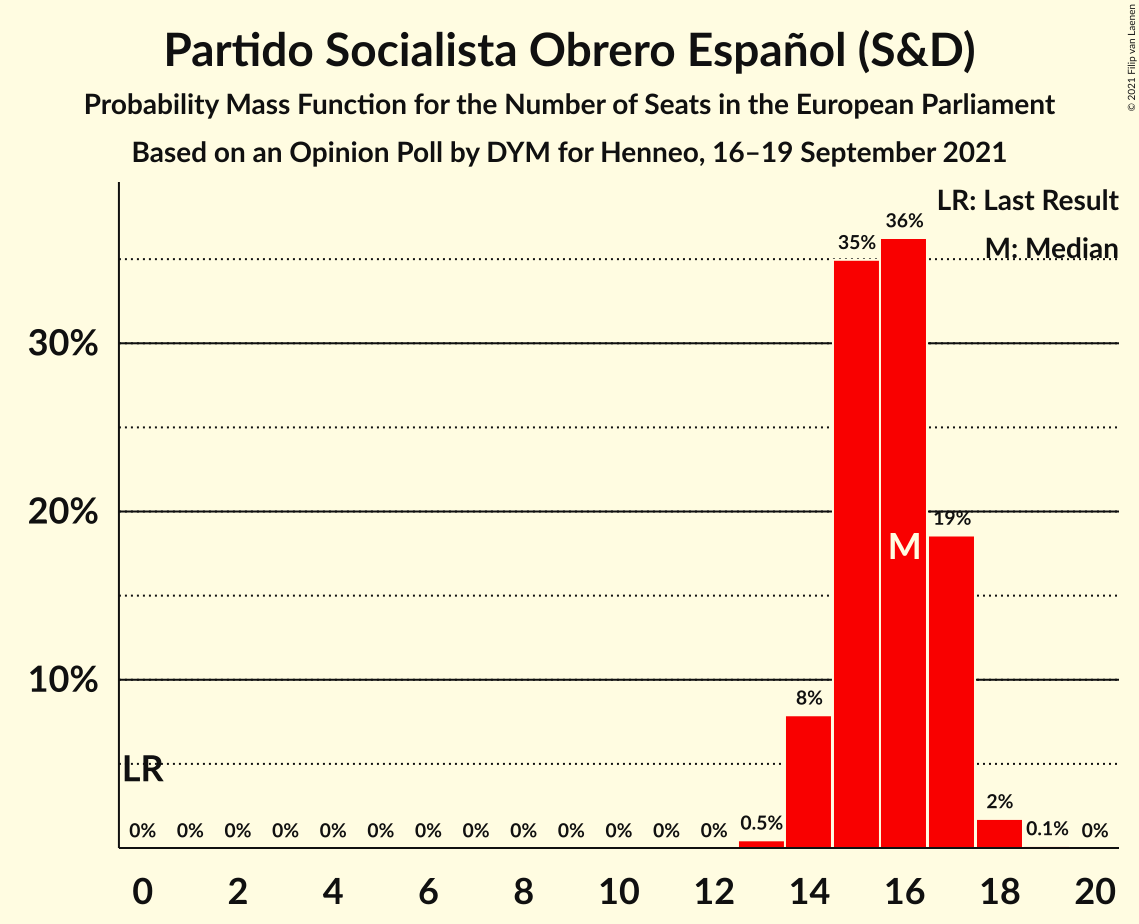 Partido Socialista Obrero Español (S&D)
Probability Mass Function for the Number of Seats in the European Parliament
Based on an Opinion Poll by DYM for Henneo, 16–19 September 2021
© 2021 Filip van Laenen
LR: Last Result
M: Median
30%
20%
10%
LR
M
0% 0% 0% 0% 0% 0% 0% 0% 0% 0% 0% 0% 0% 0.5% 8% 35% 36% 19% 2% 0.1% 0%
0 2 4 6 8 10 12 14 16 18 20